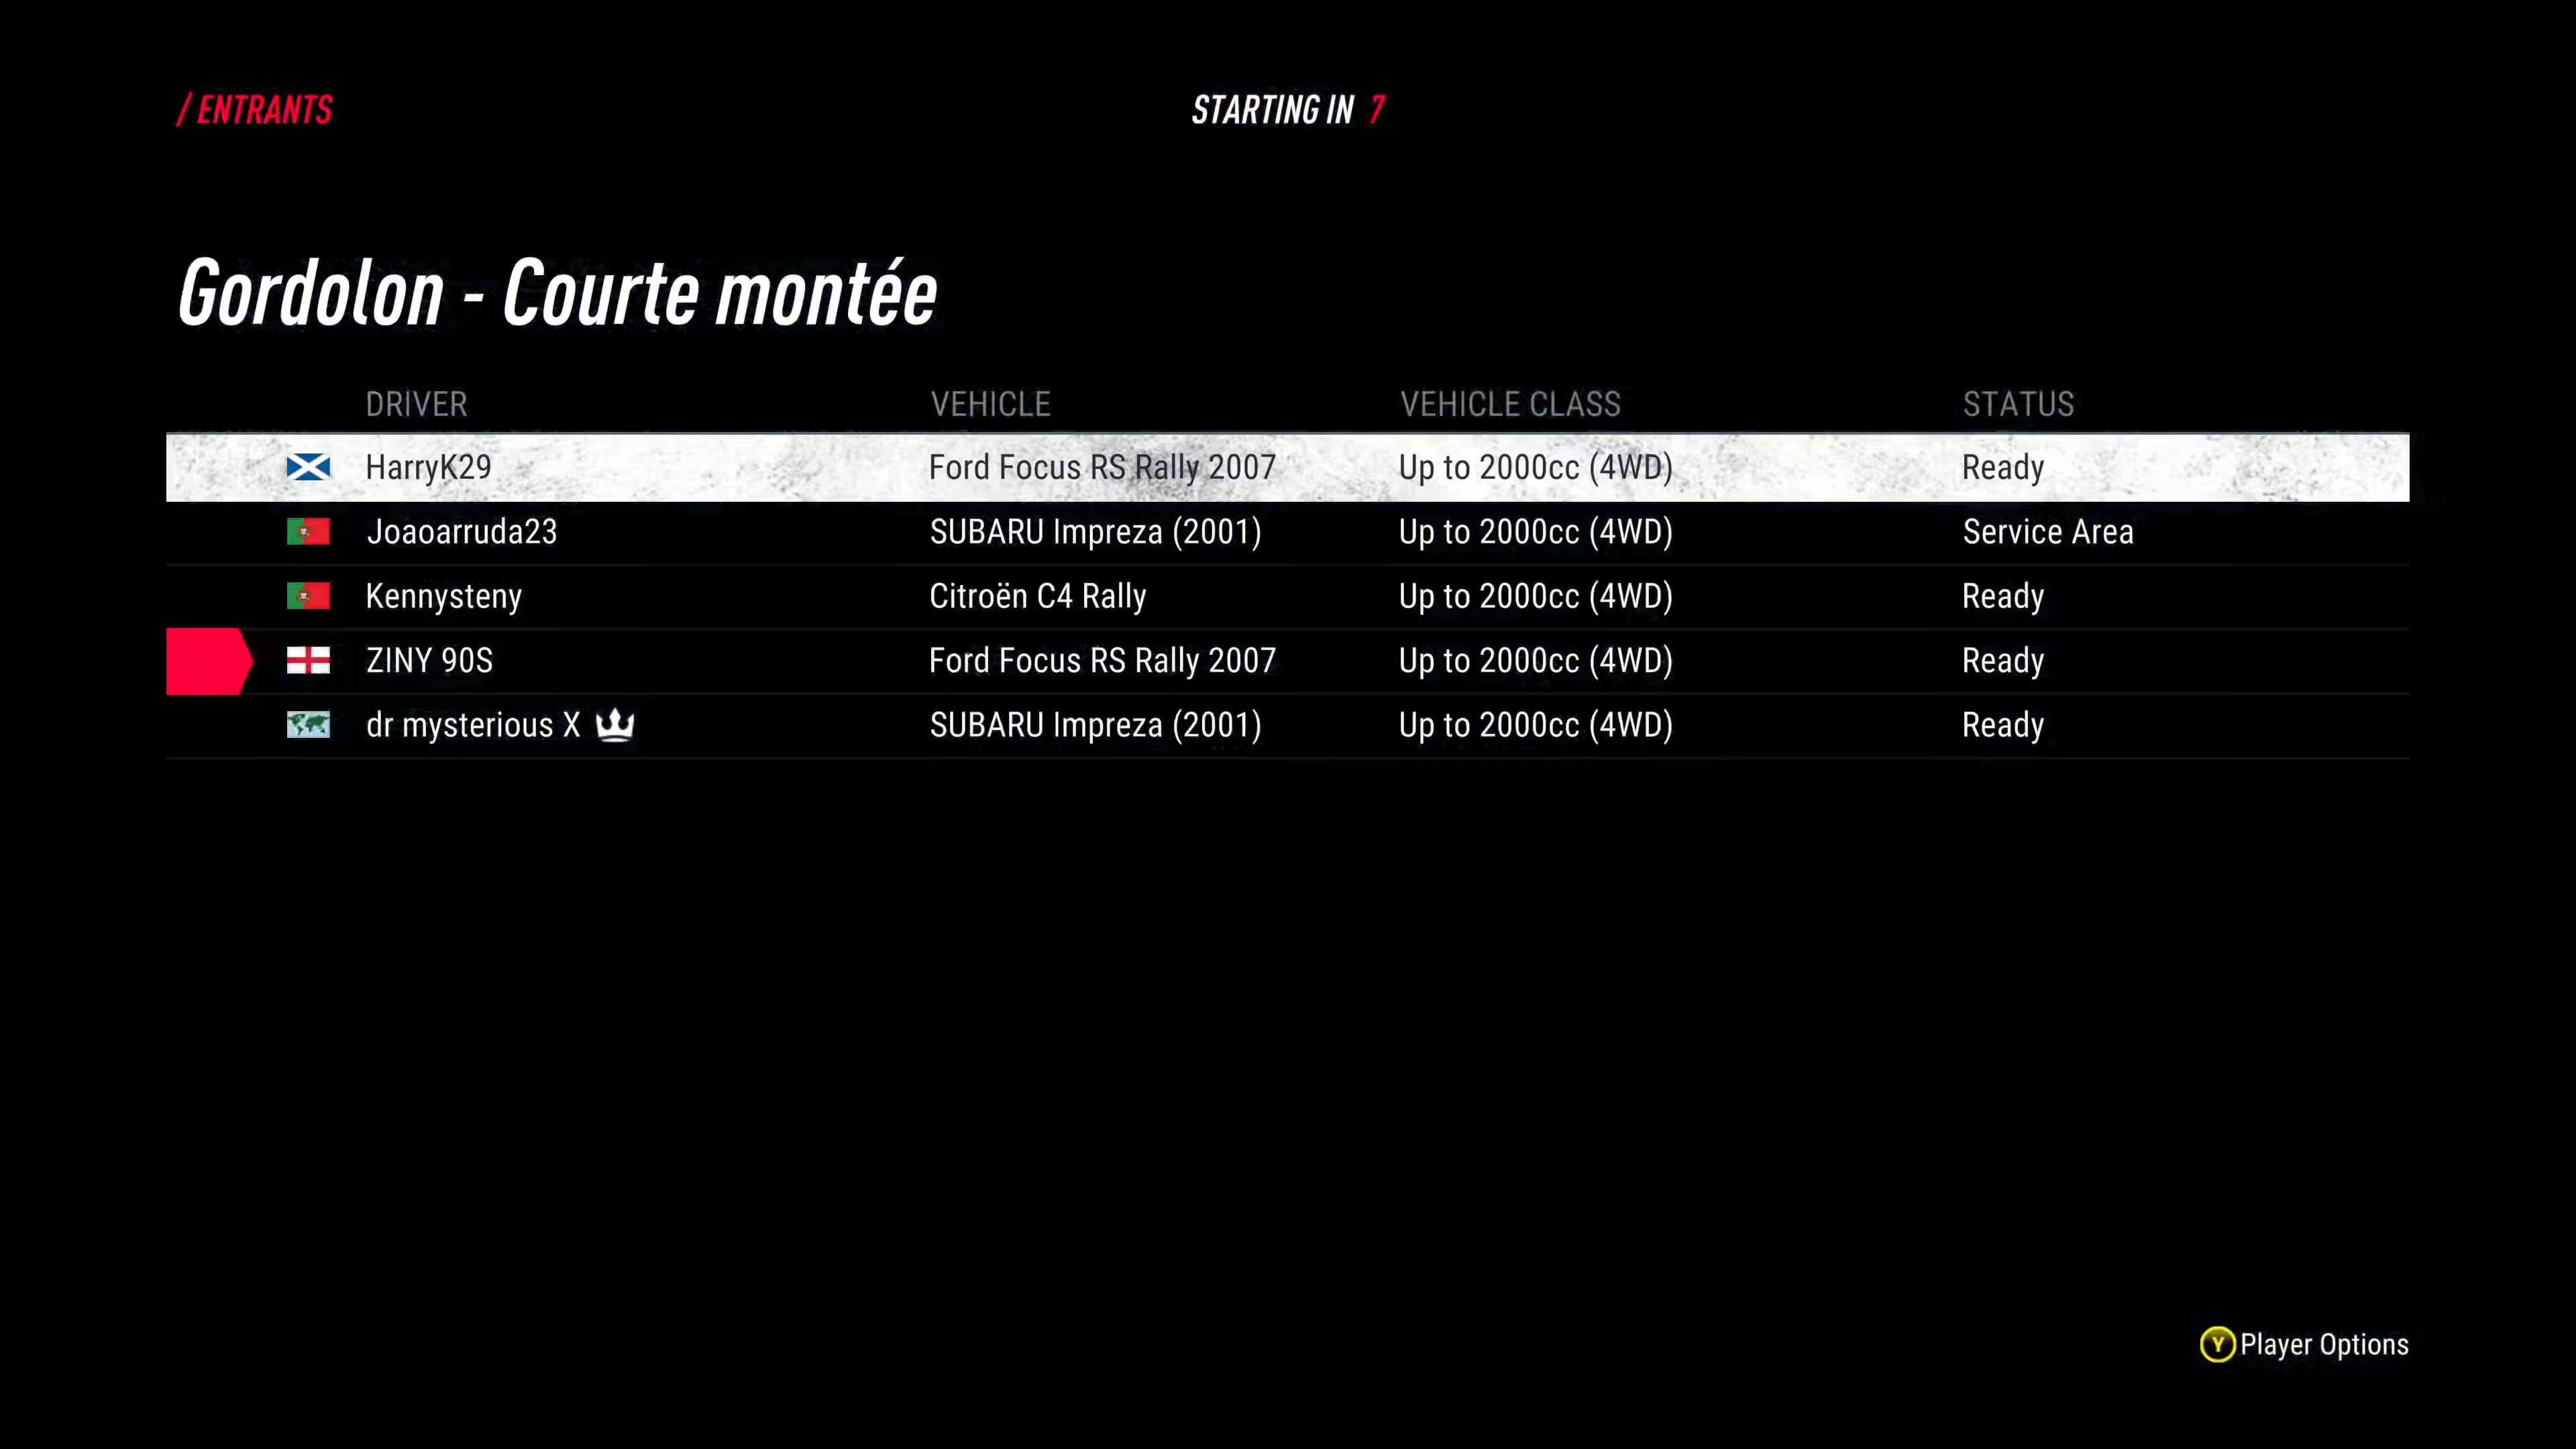 / ENTRANTS
STARTING IN 7
Gordolon - Courte montée
DRIVER VEHICLE VEHICLE CLASS STATUS
HarryK29 Ford Focus RS Rally 2007 Up to 2000cc (4WD) Ready
Joaoarruda23 SUBARU Impreza (2001) Up to 2000cc (4WD) Service Area
Kennysteny Citroën C4 Rally Up to 2000cc (4WD) Ready
ZINY 90S Ford Focus RS Rally 2007 Up to 2000cc (4WD) Ready
dr mysterious X SUBARU Impreza (2001) Up to 2000cc (4WD) Ready
Y Player Options